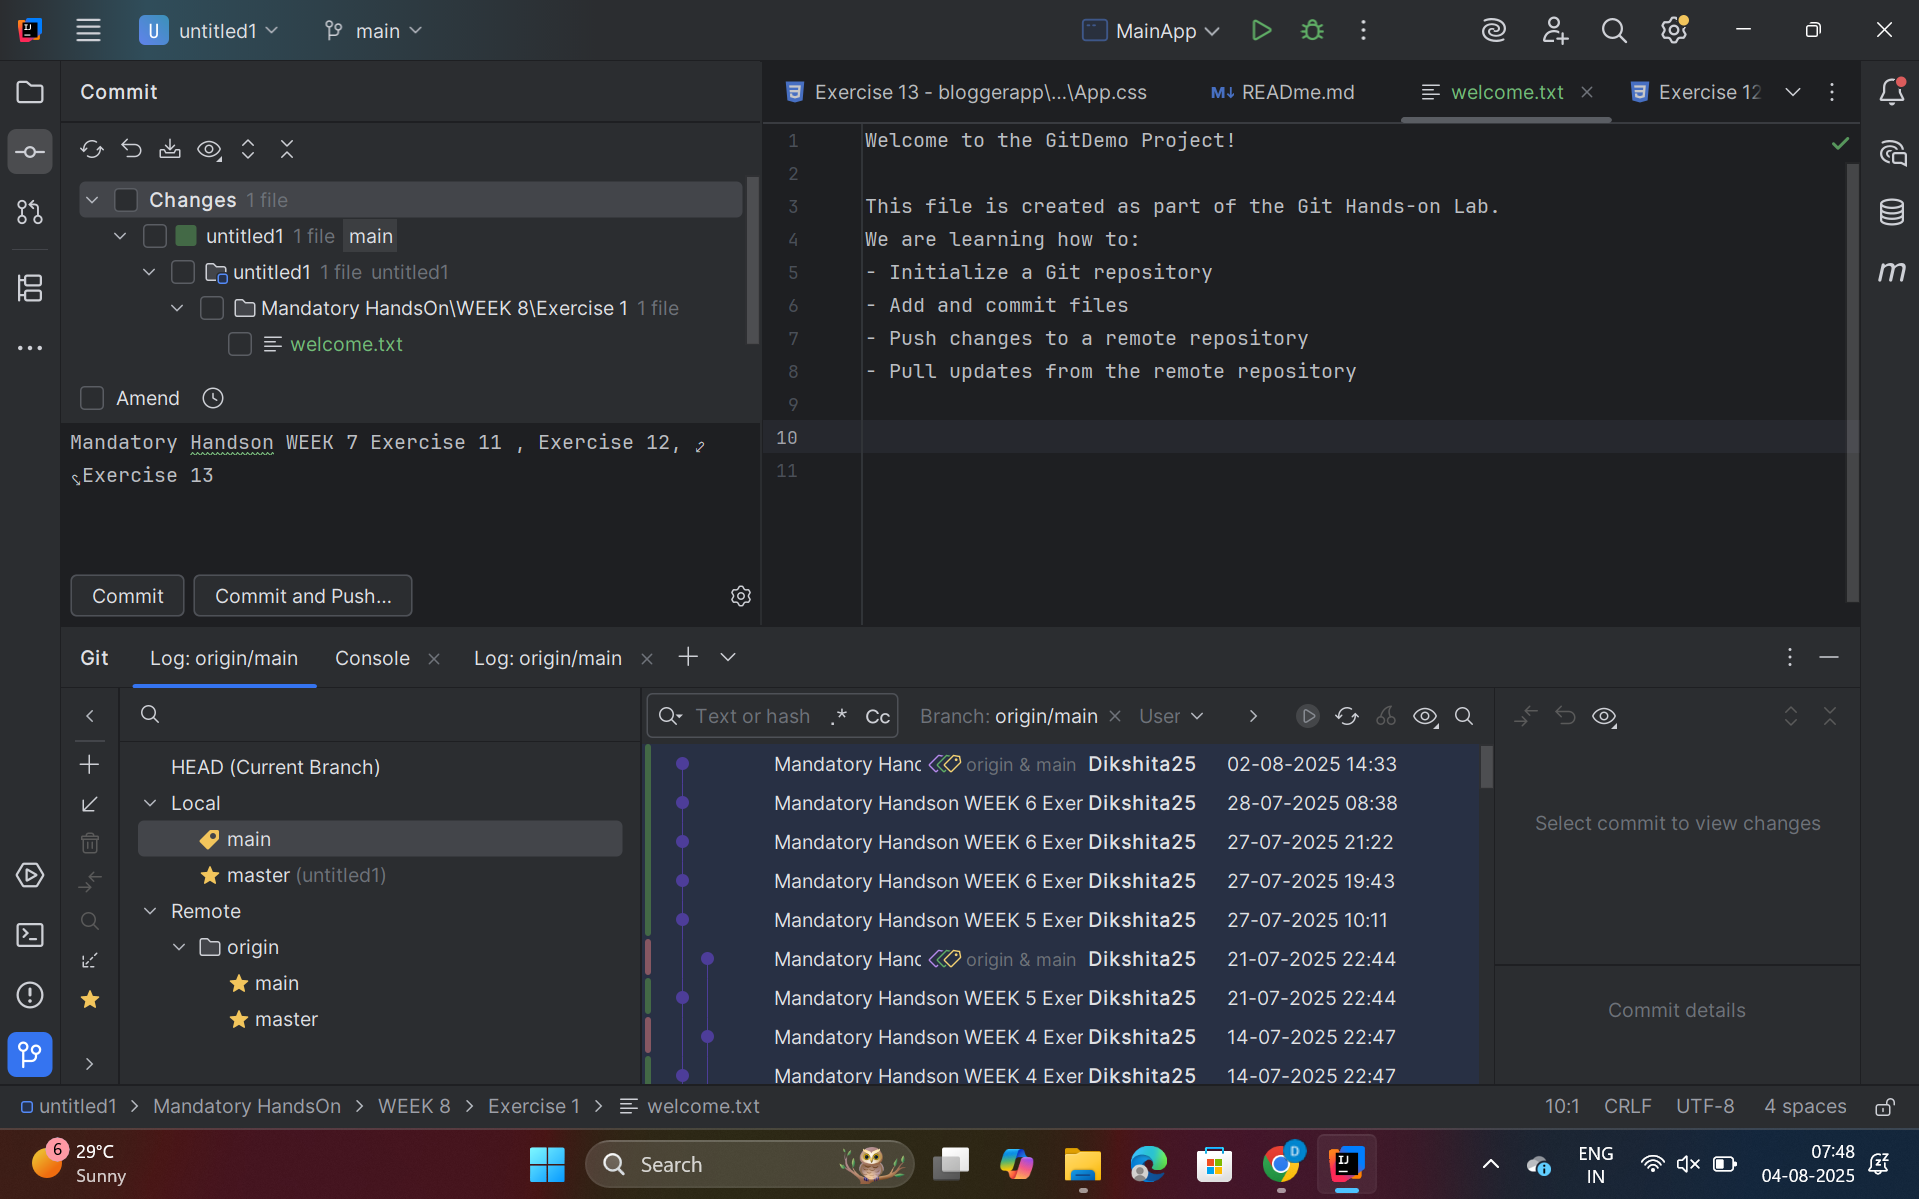 U untitled1 main MainApp
Commit
Exercise 13 - bloggerapp\...\App.css
READme.md
welcome.txt
Exercise 12
Changes 1 file
untitled1 1 file main
untitled1 1 file untitled1
Mandatory HandsOn\WEEK 8\Exercise 1 1 file
welcome.txt
Amend
Mandatory Handson WEEK 7 Exercise 11 , Exercise 12,
Exercise 13
Commit Commit and Push...
1 Welcome to the GitDemo Project!
2
3 This file is created as part of the Git Hands-on Lab.
4 We are learning how to:
5 - Initialize a Git repository
6 - Add and commit files
7 - Push changes to a remote repository
8 - Pull updates from the remote repository
9
10
11
m
Git Log: origin/main Console Log: origin/main
Text or hash .* Cc Branch: origin/main User
HEAD (Current Branch)
Local
main
master (untitled1)
Remote
origin
main
master
Mandatory Hand origin & main Dikshita25 02-08-2025 14:33
Mandatory Handson WEEK 6 Exer Dikshita25 28-07-2025 08:38
Mandatory Handson WEEK 6 Exer Dikshita25 27-07-2025 21:22
Mandatory Handson WEEK 6 Exer Dikshita25 27-07-2025 19:43
Mandatory Handson WEEK 5 Exer Dikshita25 27-07-2025 10:11
Mandatory Hand origin & main Dikshita25 21-07-2025 22:44
Mandatory Handson WEEK 5 Exer Dikshita25 21-07-2025 22:44
Mandatory Handson WEEK 4 Exer Dikshita25 14-07-2025 22:47
Mandatory Handson WEEK 4 Exer Dikshita25 14-07-2025 22:47
Select commit to view changes
Commit details
untitled1 > Mandatory HandsOn > WEEK 8 > Exercise 1 > welcome.txt
10:1 CRLF UTF-8 4 spaces
6 29°C
Sunny
Search
D
IJ
ENG
IN
07:48
04-08-2025